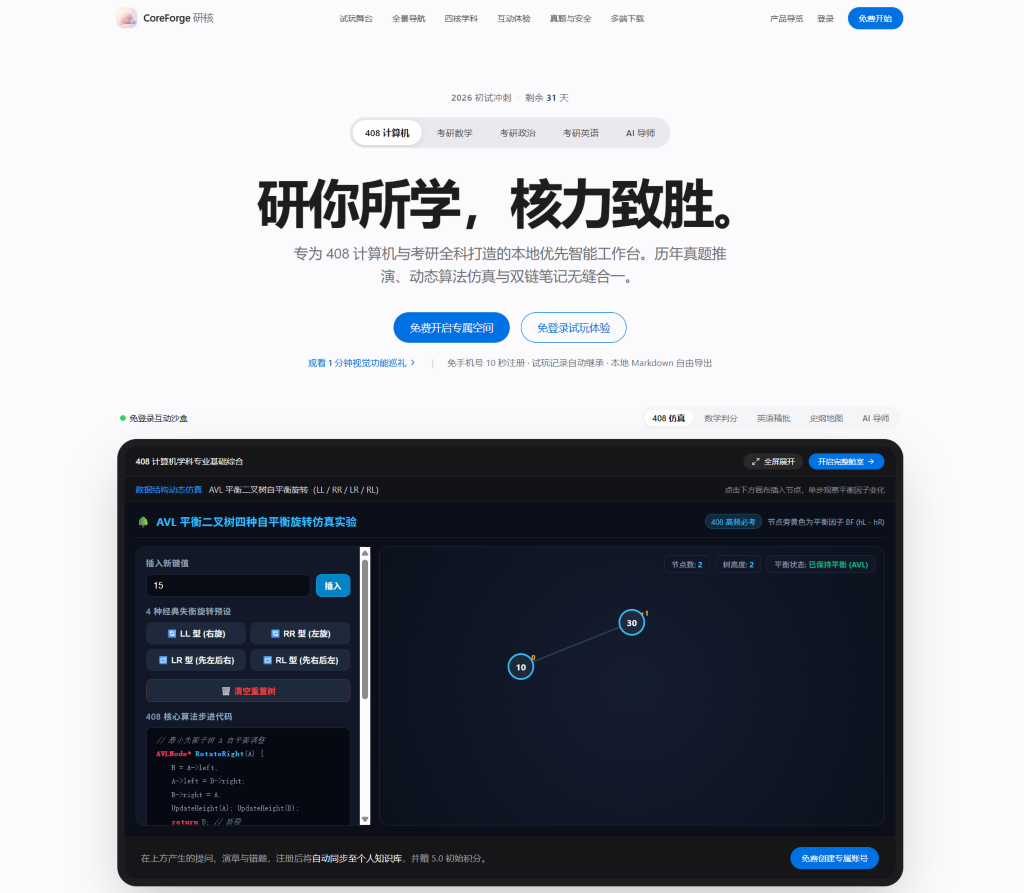 CoreForge 研核
试玩舞台 全景导航 四核学科 互动体验 真题与安全 多端下载
产品导览 登录 免费开始
2026 初试冲刺 · 剩余 31 天
408 计算机 考研数学 考研政治 考研英语 AI 导师
研你所学，核力致胜。
专为 408 计算机与考研全科打造的本地优先智能工作台。历年真题推
演、动态算法仿真与双链笔记无缝合一。
免费开启专属空间 免登录试玩体验
观看 1 分钟视觉功能巡礼 > | 免手机号 10 秒注册 · 试玩记录自动继承 · 本地 Markdown 自由导出
免登录互动沙盒
408 仿真 数学判分 英语精批 史纲地图 AI 导师
408 计算机学科专业基础综合
全屏展开 开启完整舱室 →
数据结构动态仿真 AVL 平衡二叉树自平衡旋转（LL / RR / LR / RL）
点击下方画布插入节点，单步观察平衡因子变化
AVL 平衡二叉树四种自平衡旋转仿真实验
408 高频必考 节点旁黄色为平衡因子 BF (hL - hR)
插入新键值
15 插入
4 种经典失衡旋转预设
LL 型 (右旋) RR 型 (左旋)
LR 型 (先左后右) RL 型 (先右后左)
清空重置树
408 核心算法步进代码
// 最小失衡子树 A 自平衡调整
AVLNode* RotateRight(A) {
B = A->left;
A->left = B->right;
B->right = A;
UpdateHeight(A); UpdateHeight(B);
return B; // 新根
节点数: 2 树高度: 2 平衡状态: 已保持平衡 (AVL)
30 +1
10 0
在上方产生的提问、演草与错题，注册后将自动同步至个人知识库，并赠 5.0 初始积分。
免费创建专属账号